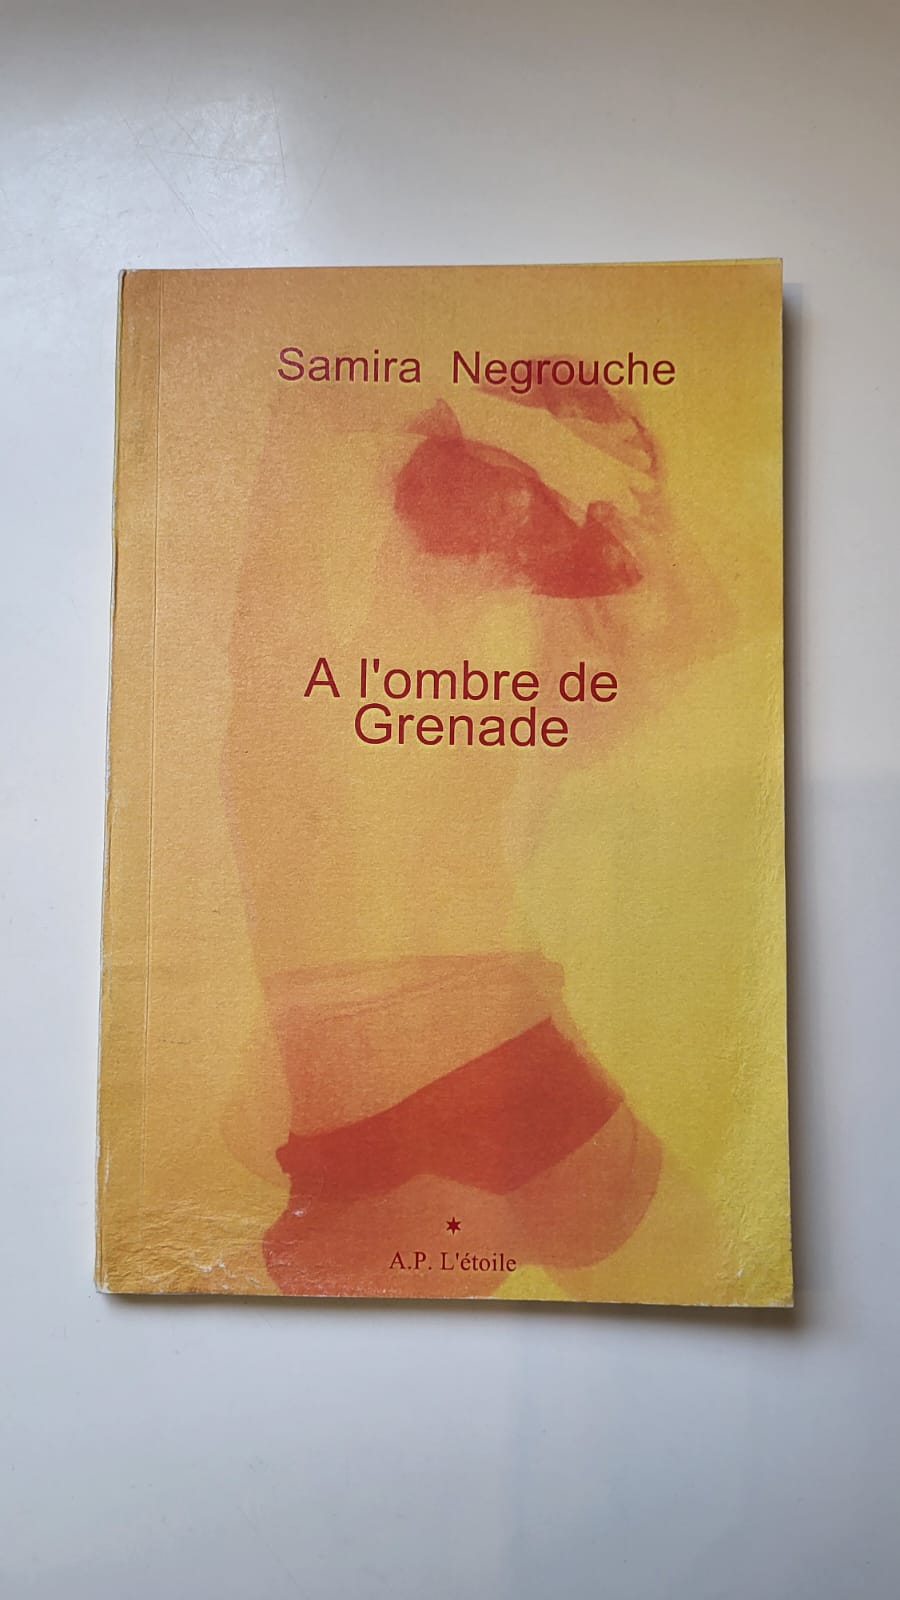 Samira Negrouche
A l'ombre de
Grenade
A.P. L'étoile